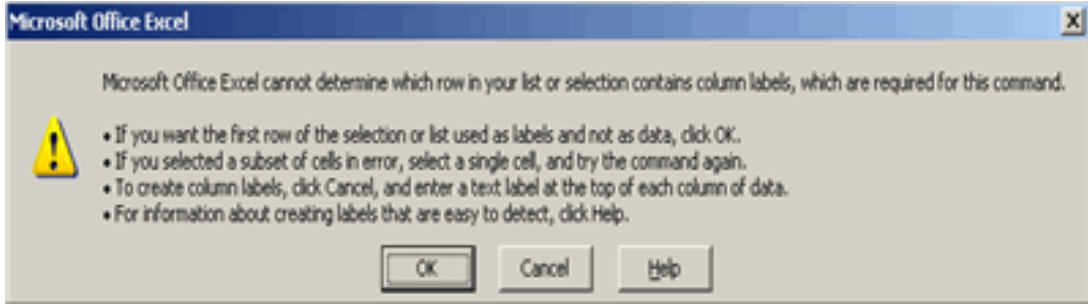 Microsoft Office Excel
Microsoft Office Excel cannot determine which row in your list or selection contains column labels, which are required for this command.
• If you want the first row of the selection or list used as labels and not as data, click OK.
• If you selected a subset of cells in error, select a single cell, and try the command again.
• To create column labels, click Cancel, and enter a text label at the top of each column of data.
• For information about creating labels that are easy to detect, click Help.
OK Cancel Help